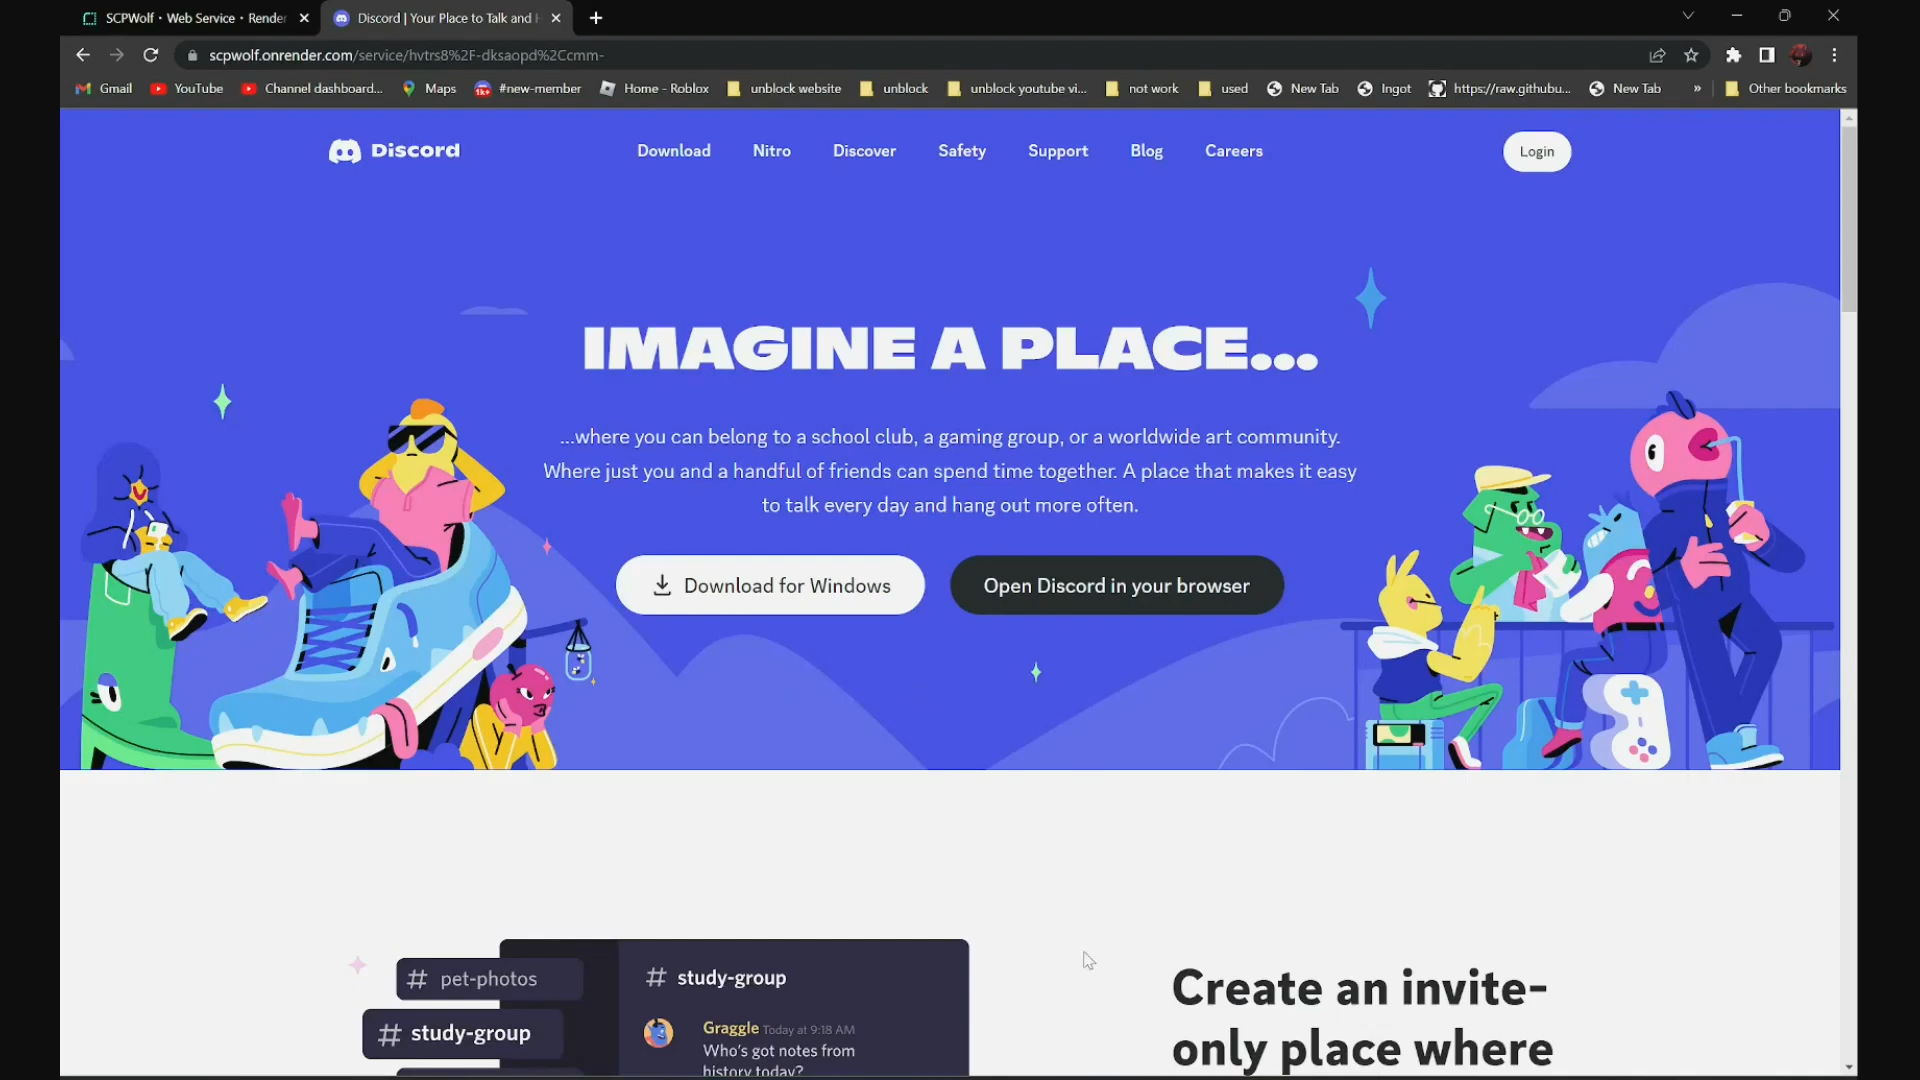 SCPWolf • Web Service • Render
Discord | Your Place to Talk and H
scpwolf.onrender.com/service/hvtrs8%2F-dksaopd%2Ccmm-
Gmail
YouTube
Channel dashboard...
Maps
1k+
#new-member
Home - Roblox
unblock website
unblock
unblock youtube vi...
not work
used
New Tab
Ingot
https://raw.githubu...
New Tab
»
Other bookmarks
Discord
Download
Nitro
Discover
Safety
Support
Blog
Careers
Login
IMAGINE A PLACE...
...where you can belong to a school club, a gaming group, or a worldwide art community.
Where just you and a handful of friends can spend time together. A place that makes it easy
to talk every day and hang out more often.
Download for Windows
Open Discord in your browser
# pet-photos
# study-group
# study-group
Graggle Today at 9:18 AM
Who's got notes from
history today?
Create an invite-
only place where